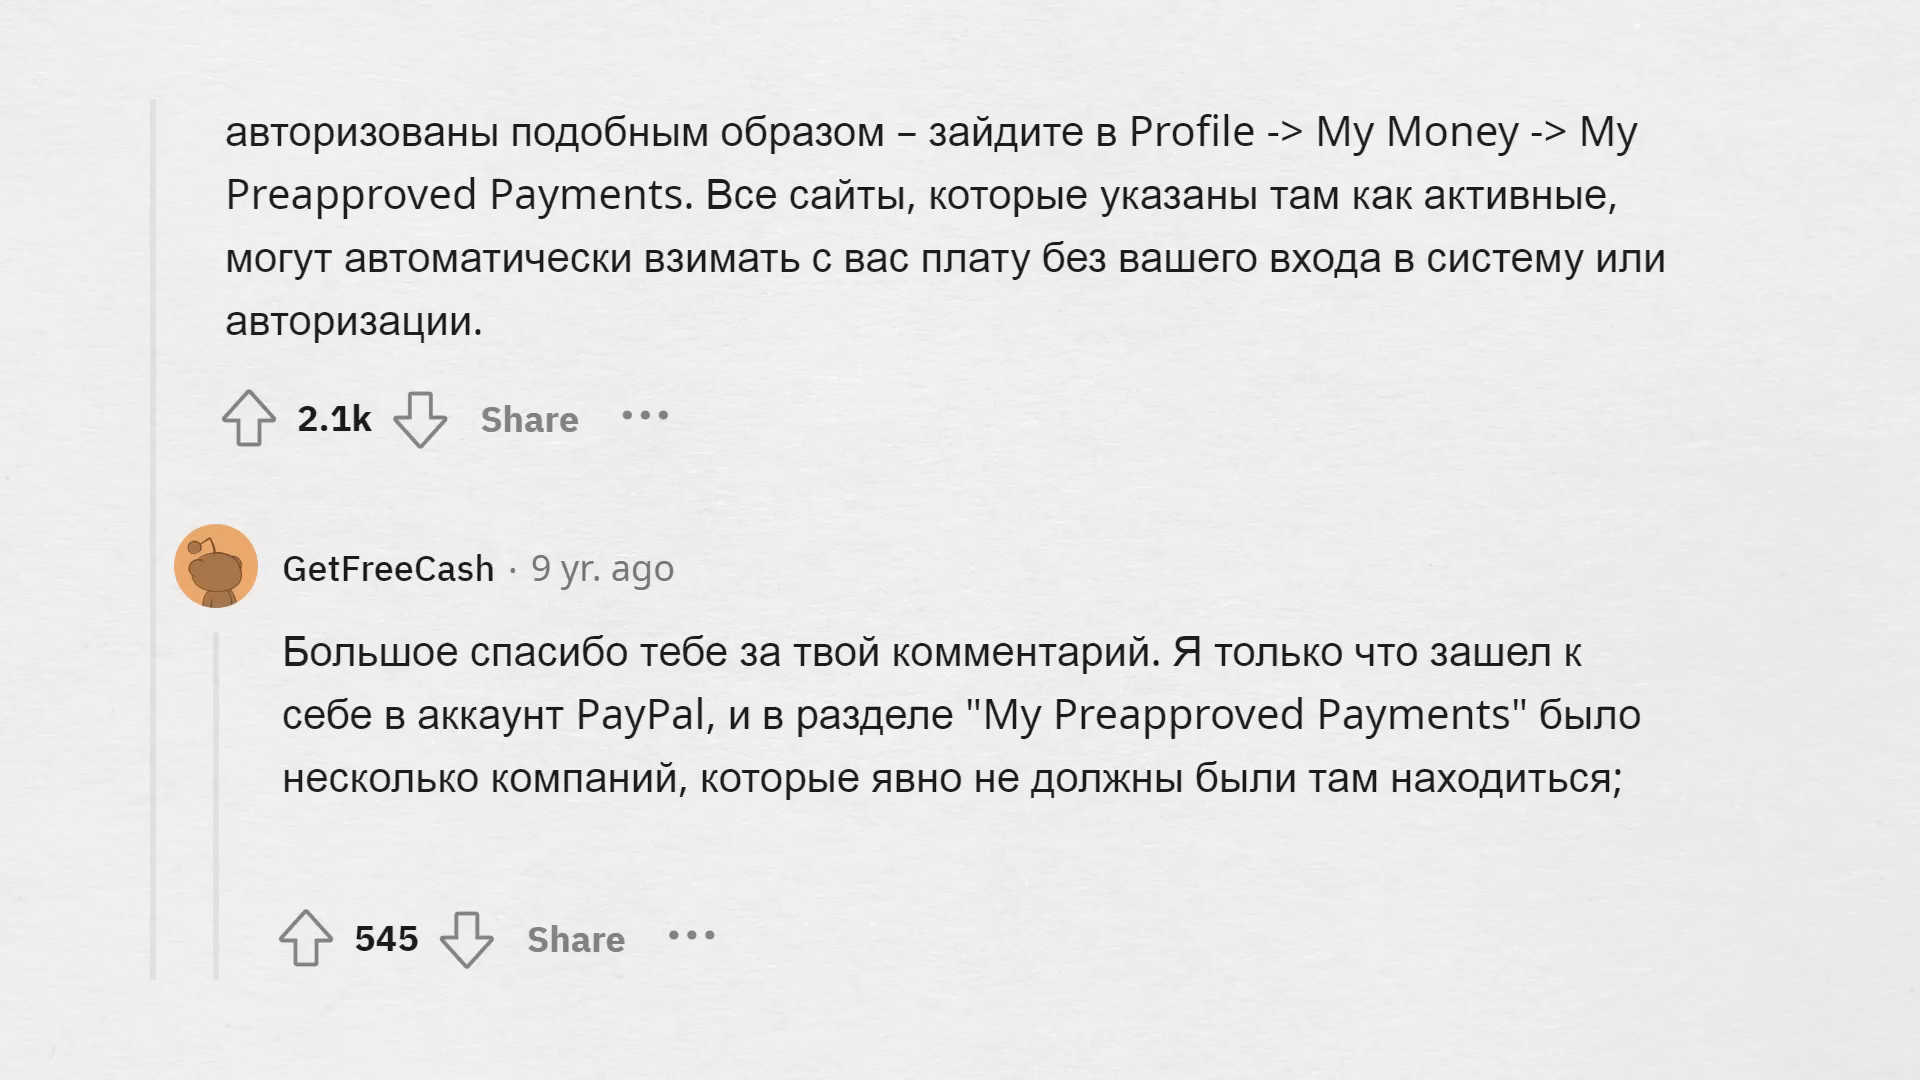 авторизованы подобным образом – зайдите в Profile -> My Money -> My
Preapproved Payments. Все сайты, которые указаны там как активные,
могут автоматически взимать с вас плату без вашего входа в систему или
авторизации.
2.1k Share
GetFreeCash · 9 yr. ago
Большое спасибо тебе за твой комментарий. Я только что зашел к
себе в аккаунт PayPal, и в разделе "My Preapproved Payments" было
несколько компаний, которые явно не должны были там находиться;
545 Share